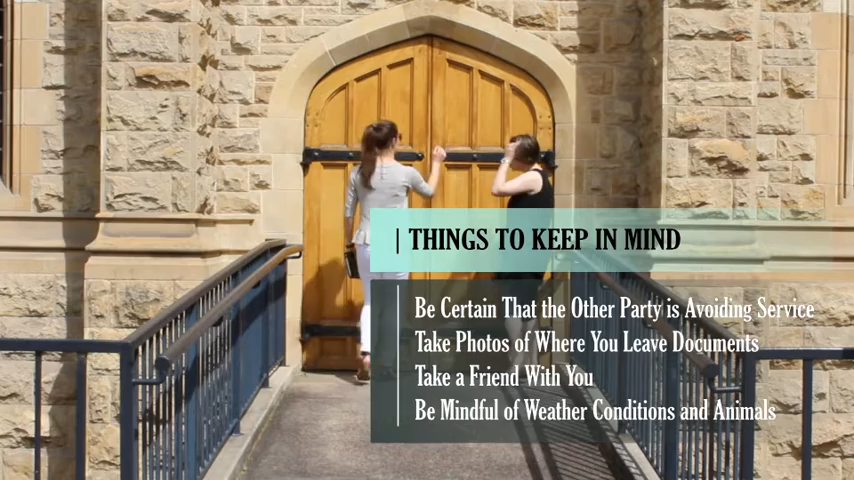 | THINGS TO KEEP IN MIND
Be Certain That the Other Party is Avoiding Service
Take Photos of Where You Leave Documents
Take a Friend With You
Be Mindful of Weather Conditions and Animals